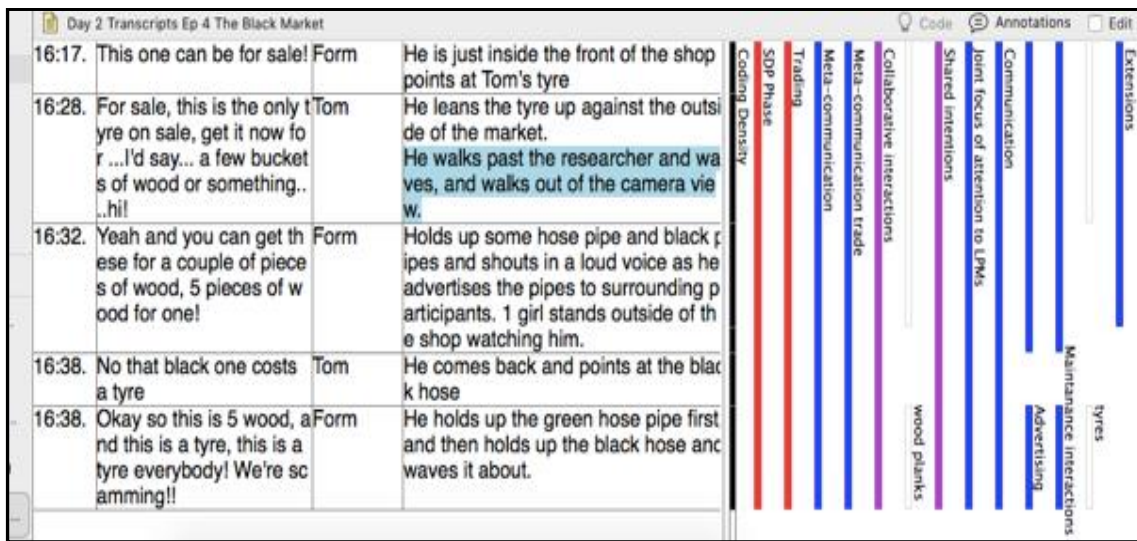 Day 2 Transcripts Ep 4 The Black Market
Code
Annotations
Edit
16:17.
This one can be for sale!
Form
He is just inside the front of the shop
points at Tom's tyre
16:28.
For sale, this is the only t
yre on sale, get it now fo
r ...I'd say... a few bucket
s of wood or something..
..hi!
Tom
He leans the tyre up against the outsi
de of the market.
He walks past the researcher and wa
ves, and walks out of the camera vie
w.
16:32.
Yeah and you can get th
ese for a couple of piece
s of wood, 5 pieces of w
ood for one!
Form
Holds up some hose pipe and black p
ipes and shouts in a loud voice as he
advertises the pipes to surrounding p
articipants. 1 girl stands outside of th
e shop watching him.
16:38.
No that black one costs
a tyre
Tom
He comes back and points at the blac
k hose
16:38.
Okay so this is 5 wood, a
nd this is a tyre, this is a
tyre everybody! We're sc
amming!!
Form
He holds up the green hose pipe first
and then holds up the black hose and
waves it about.
Coding Density
SDP Phase
Trading
Meta-communication
Meta-communication trade
Collaborative interactions
wood planks
Shared intentions
Joint focus of attention to LPMs
Communication
Advertising
Maintanance interactions
tyres
Extensions